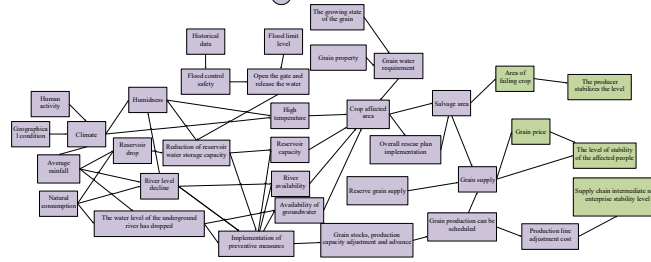 The growing state
of the grain
Historical
data
Flood limit
level
Grain property
Grain water
requirement
Flood control
safety
Open the gate and
release the water
Area of
failing crop
The producer
stabilizes the level
Human
activity
Humidness
High
temperature
Crop affected
area
Salvage area
Geographica
l condition
Climate
Grain price
Reservoir
drop
Reduction of reservoir
water storage capacity
Reservoir
capacity
Overall rescue plan
implementation
The level of stability
of the affected people
Average
rainfall
River level
decline
River
availability
Reserve grain supply
Grain supply
Natural
consumption
Availability of
groundwater
Supply chain intermediate n
enterprise stability level
The water level of the underground
river has dropped
Implementation of
preventive measures
Grain stocks, production
capacity adjustment and advance
Grain production can be
scheduled
Production line
adjustment cost